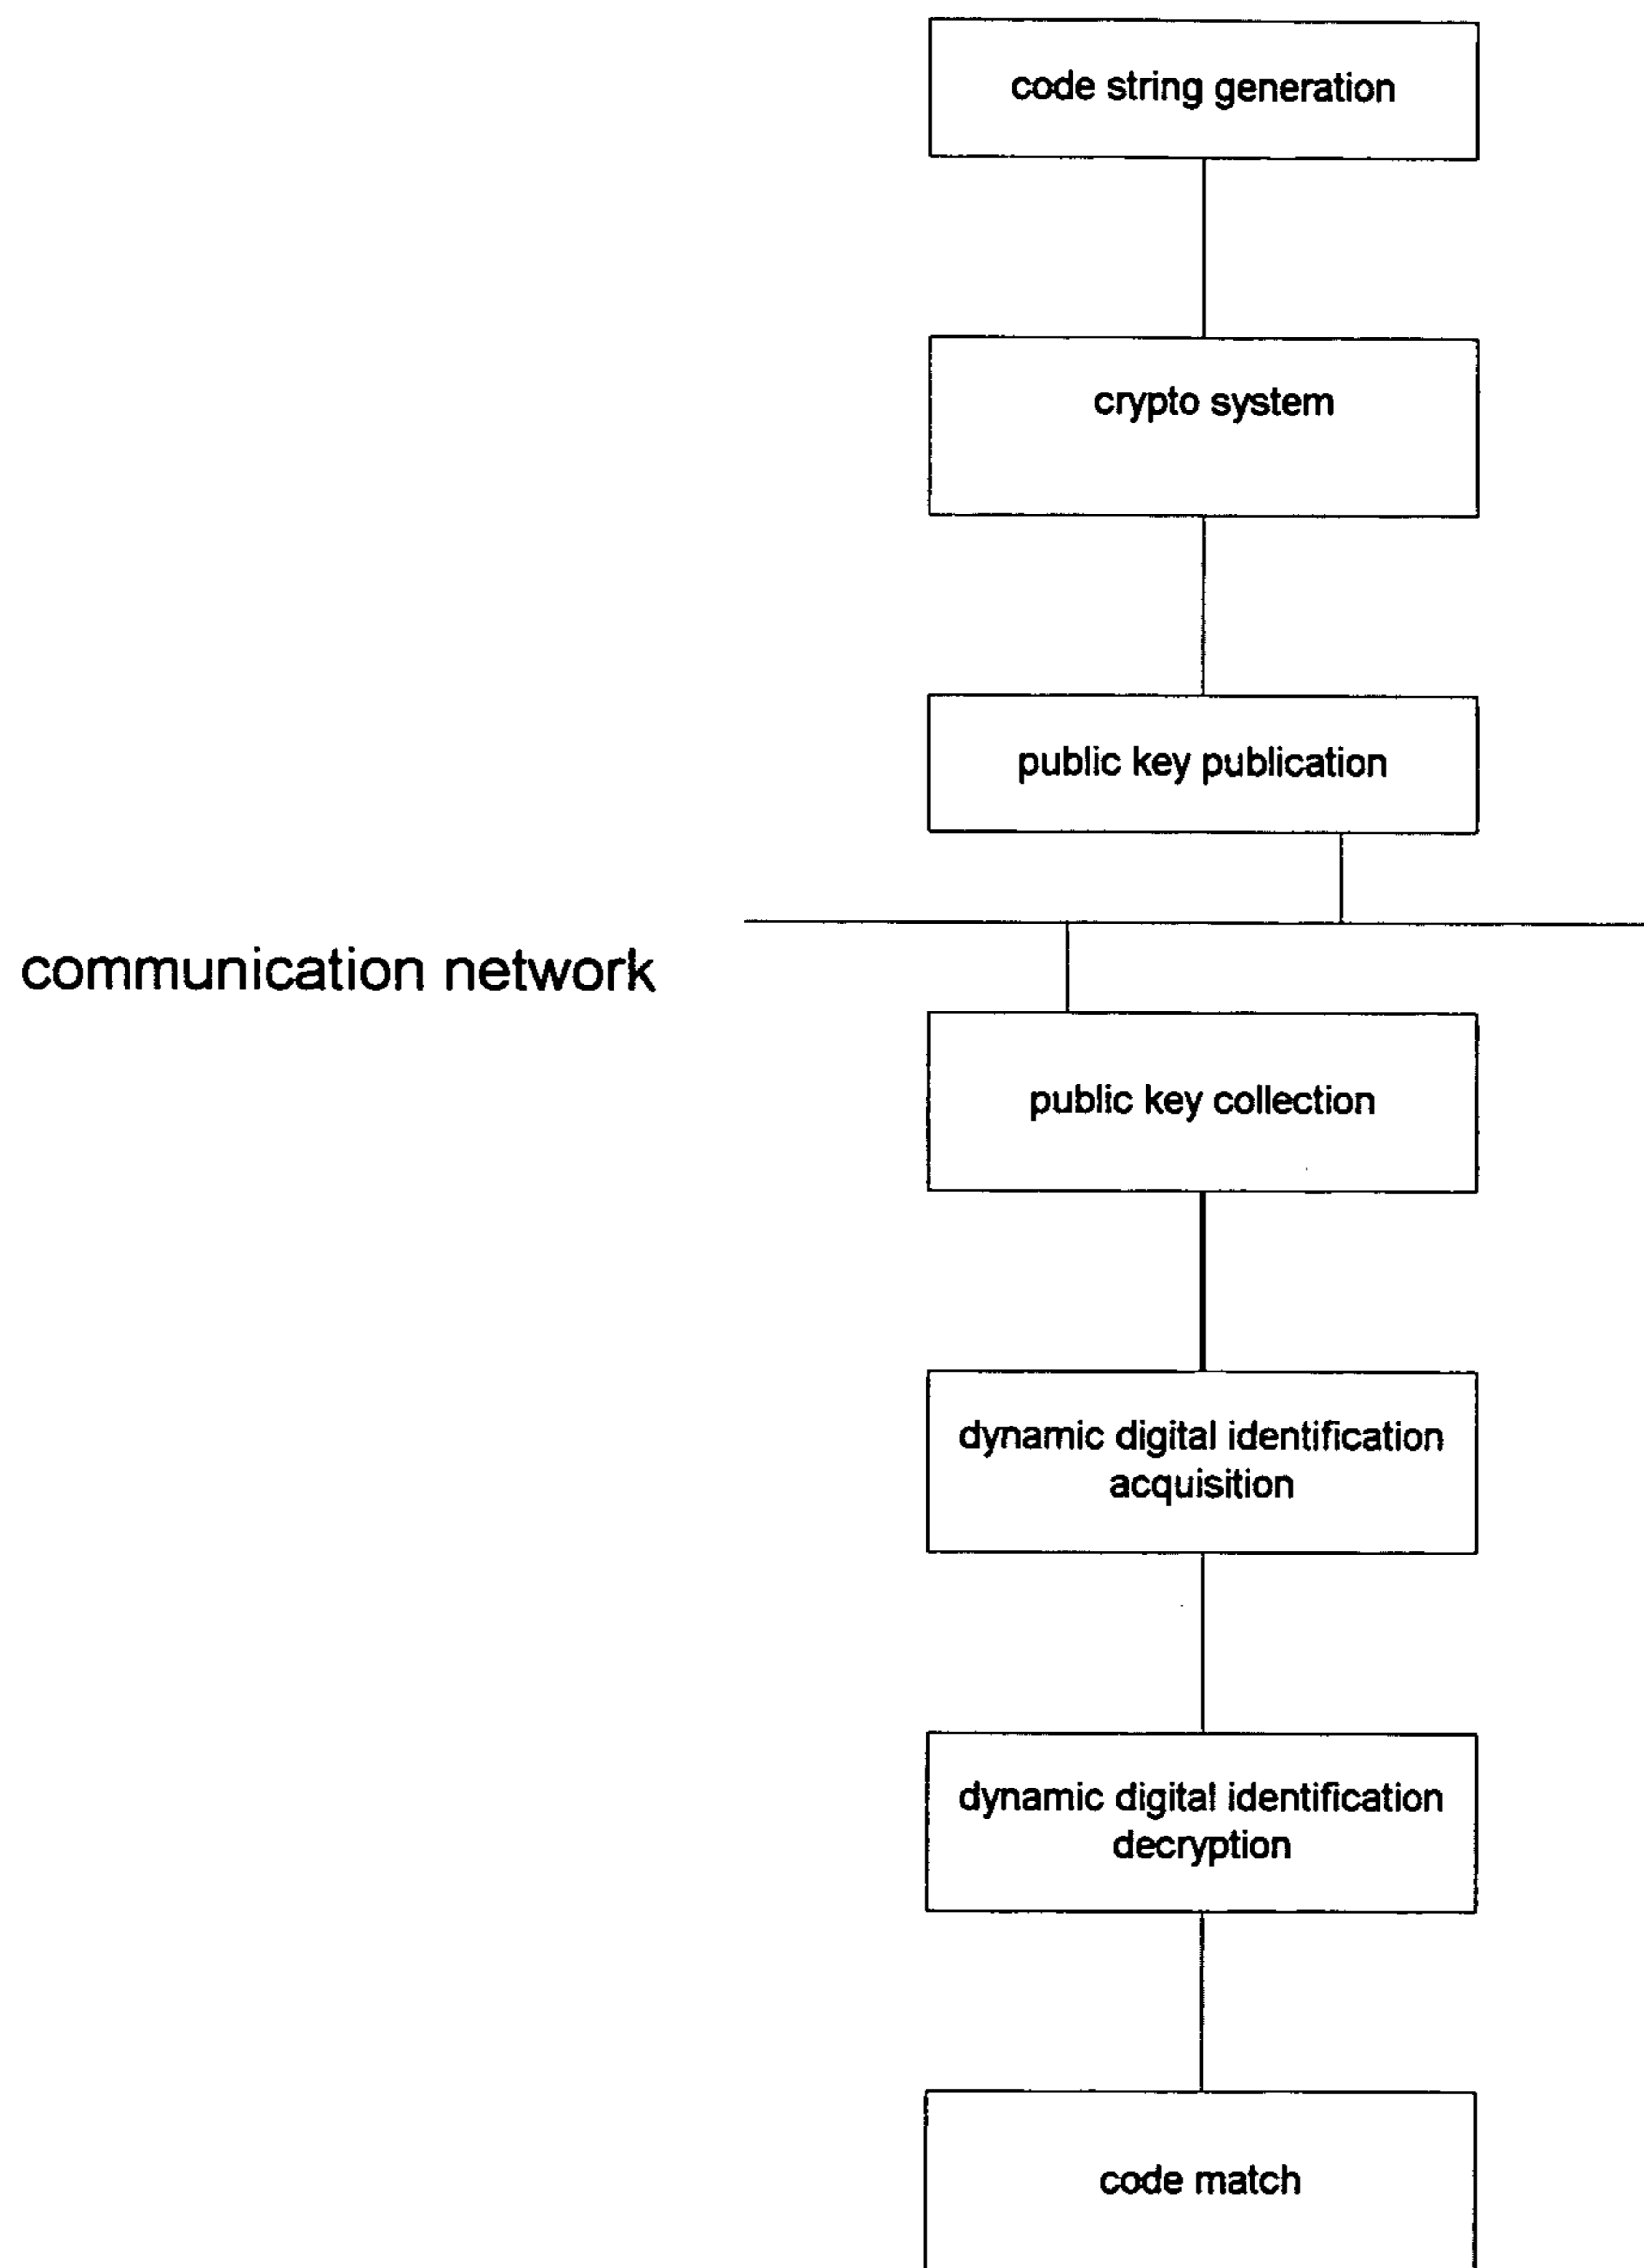 code string generation
crypto system
public key publication
communication network
public key collection
dynamic digital identification
acquisition
dynamic digital identification
decryption
code match